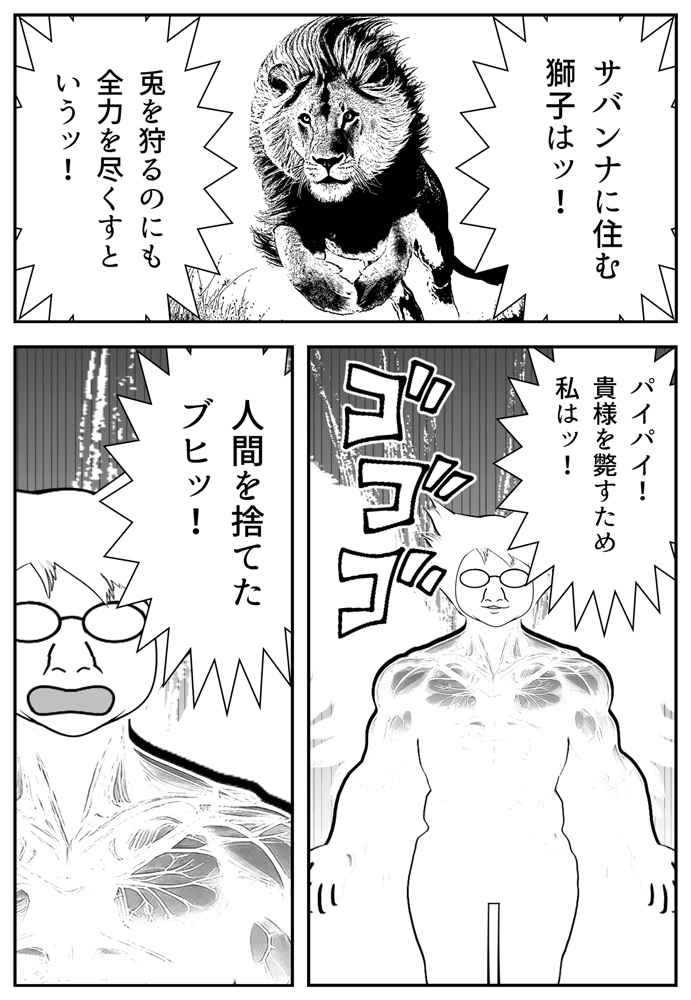 サバンナに住む
獅子はッ！
兎を狩るのにも
全力を尽くすと
いうッ！
パイパイ！
貴様を斃すため
私はッ！
ゴゴゴ
人間を捨てた
ブヒッ！